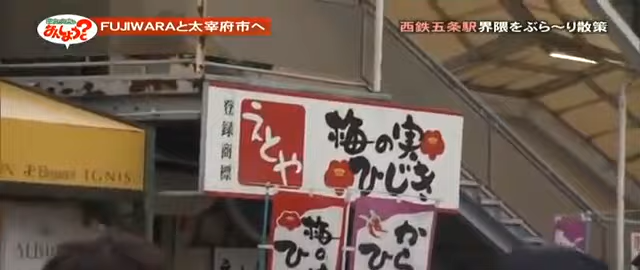 FUJIWARAと太宰府市へ
西鉄五条駅界隈をぶら〜り散策
登録商標
えとや
梅の実
ひじき
IGNIS
梅の
ひ
から
ひ